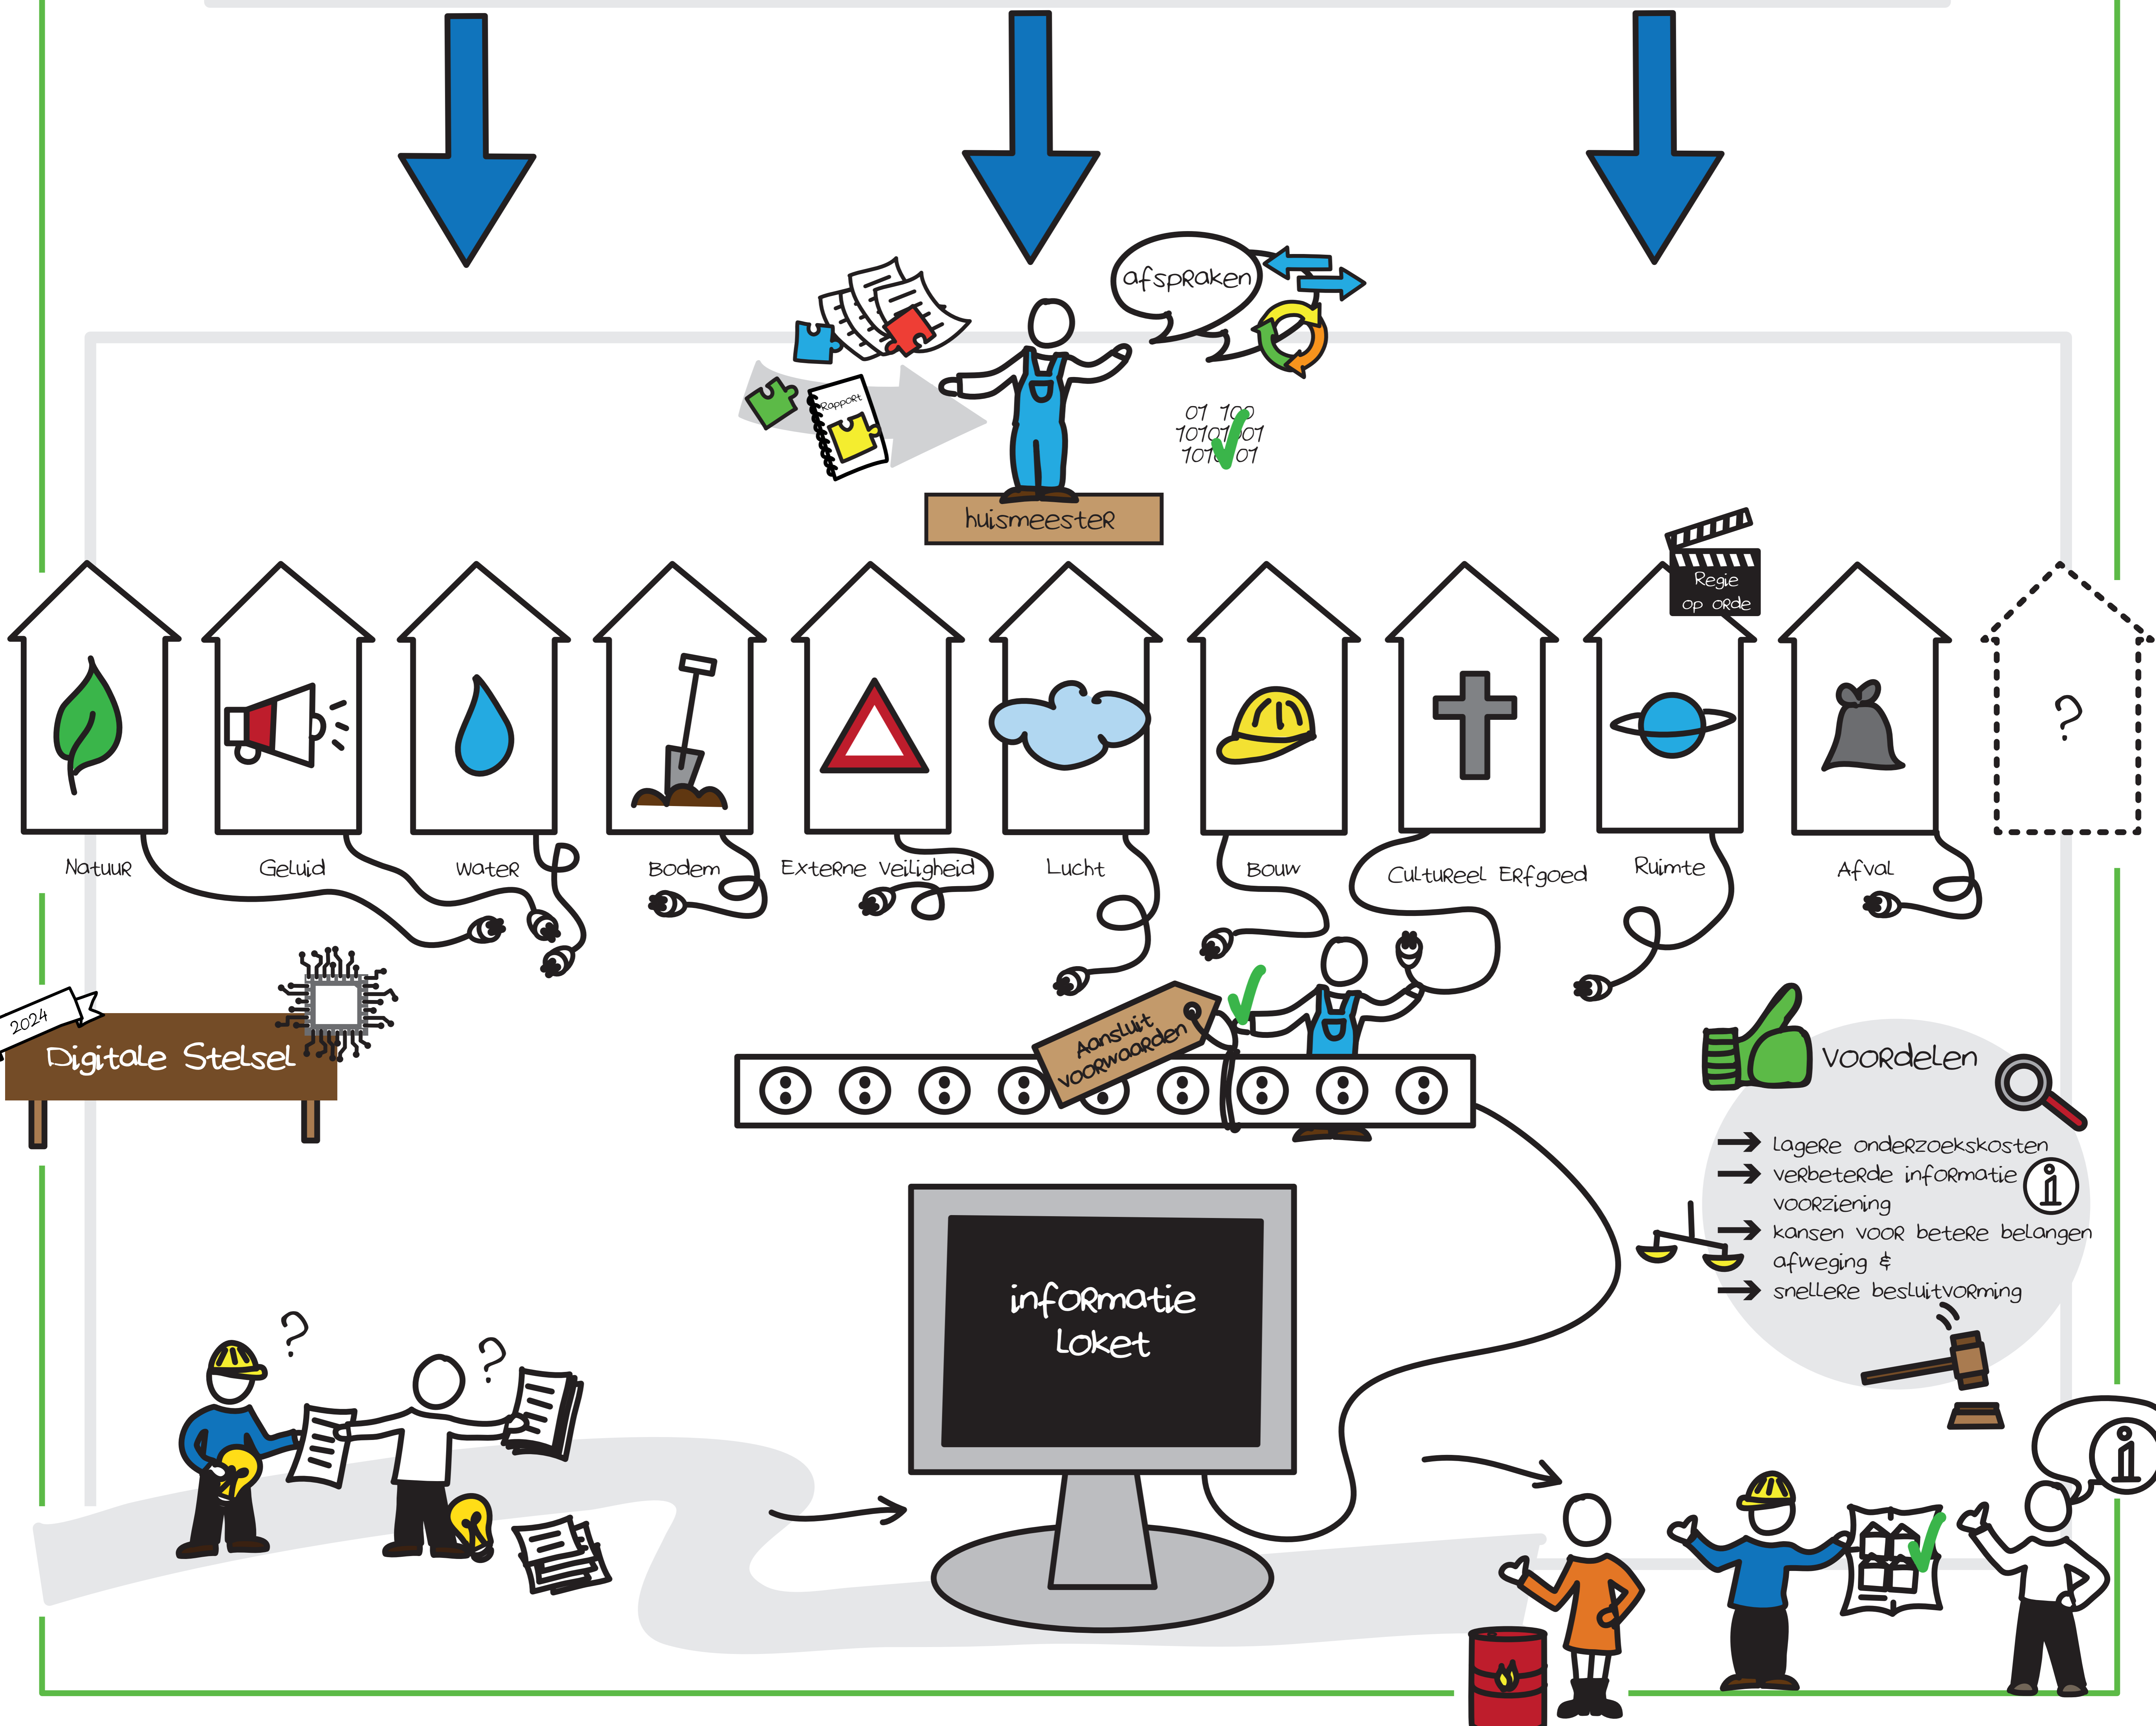 afspraken
Rapport
01 100
10101001
101 01
huismeester
Regie
op orde
?
Natuur
Geluid
Water
Bodem
Externe Veiligheid
Lucht
Bouw
Cultureel Erfgoed
Ruimte
Afval
2024
Digitale Stelsel
Aansluit
voorwaarden
voordelen
lagere onderzoekskosten
verbeterde informatie
voorziening
i
kansen voor betere belangen
afweging &
snellere besluitvorming
informatie
Loket
?
?
i